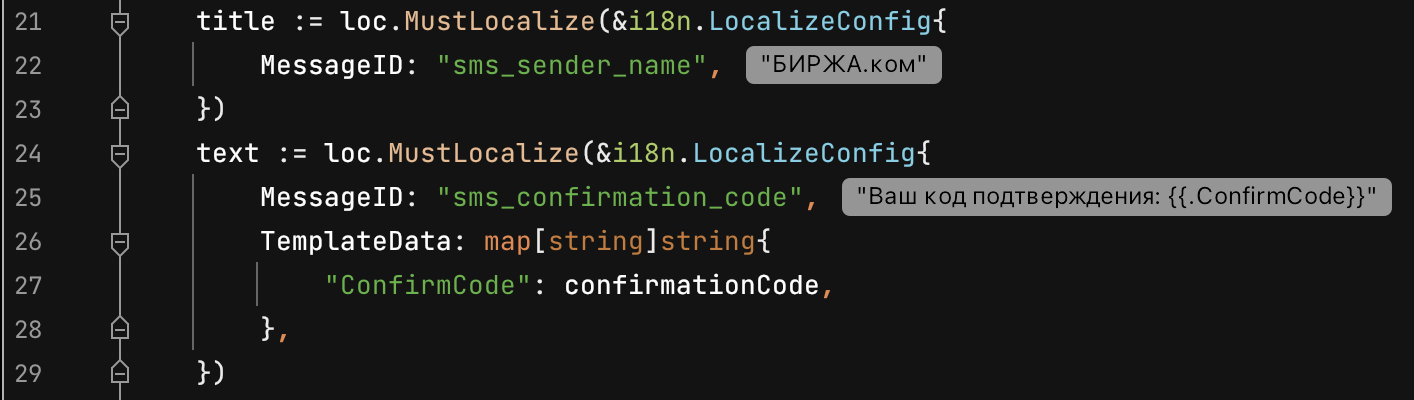 21 title := loc.MustLocalize(&i18n.LocalizeConfig{
22 MessageID: "sms_sender_name", "БИРЖА.ком"
23 })
24 text := loc.MustLocalize(&i18n.LocalizeConfig{
25 MessageID: "sms_confirmation_code", "Ваш код подтверждения: {{.ConfirmCode}}"
26 TemplateData: map[string]string{
27 "ConfirmCode": confirmationCode,
28 },
29 })